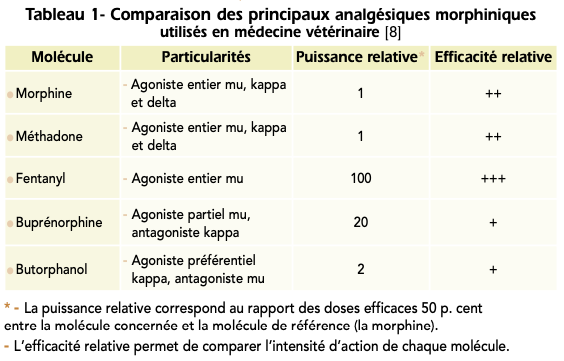 Tableau 1- Comparaison des principaux analgésiques morphiniques
utilisés en médecine vétérinaire [8]
Molécule Particularités Puissance relative* Efficacité relative
Morphine - Agoniste entier mu, kappa et delta 1 ++
Méthadone - Agoniste entier mu, kappa et delta 1 ++
Fentanyl - Agoniste entier mu 100 +++
Buprénorphine - Agoniste partiel mu, antagoniste kappa 20 +
Butorphanol - Agoniste préférentiel kappa, antagoniste mu 2 +
* - La puissance relative correspond au rapport des doses efficaces 50 p. cent
entre la molécule concernée et la molécule de référence (la morphine).
- L’efficacité relative permet de comparer l’intensité d’action de chaque molécule.